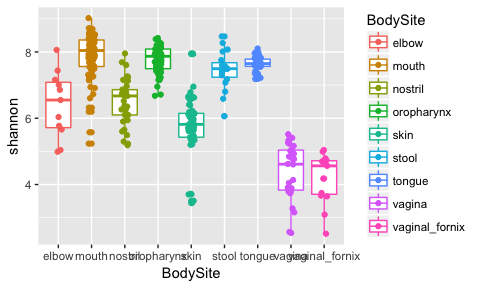 shannon
8
6
4
elbow mouth nostril oropharynx skin stool tongue vagina vaginal_fornix
BodySite
BodySite
elbow
mouth
nostril
oropharynx
skin
stool
tongue
vagina
vaginal_fornix